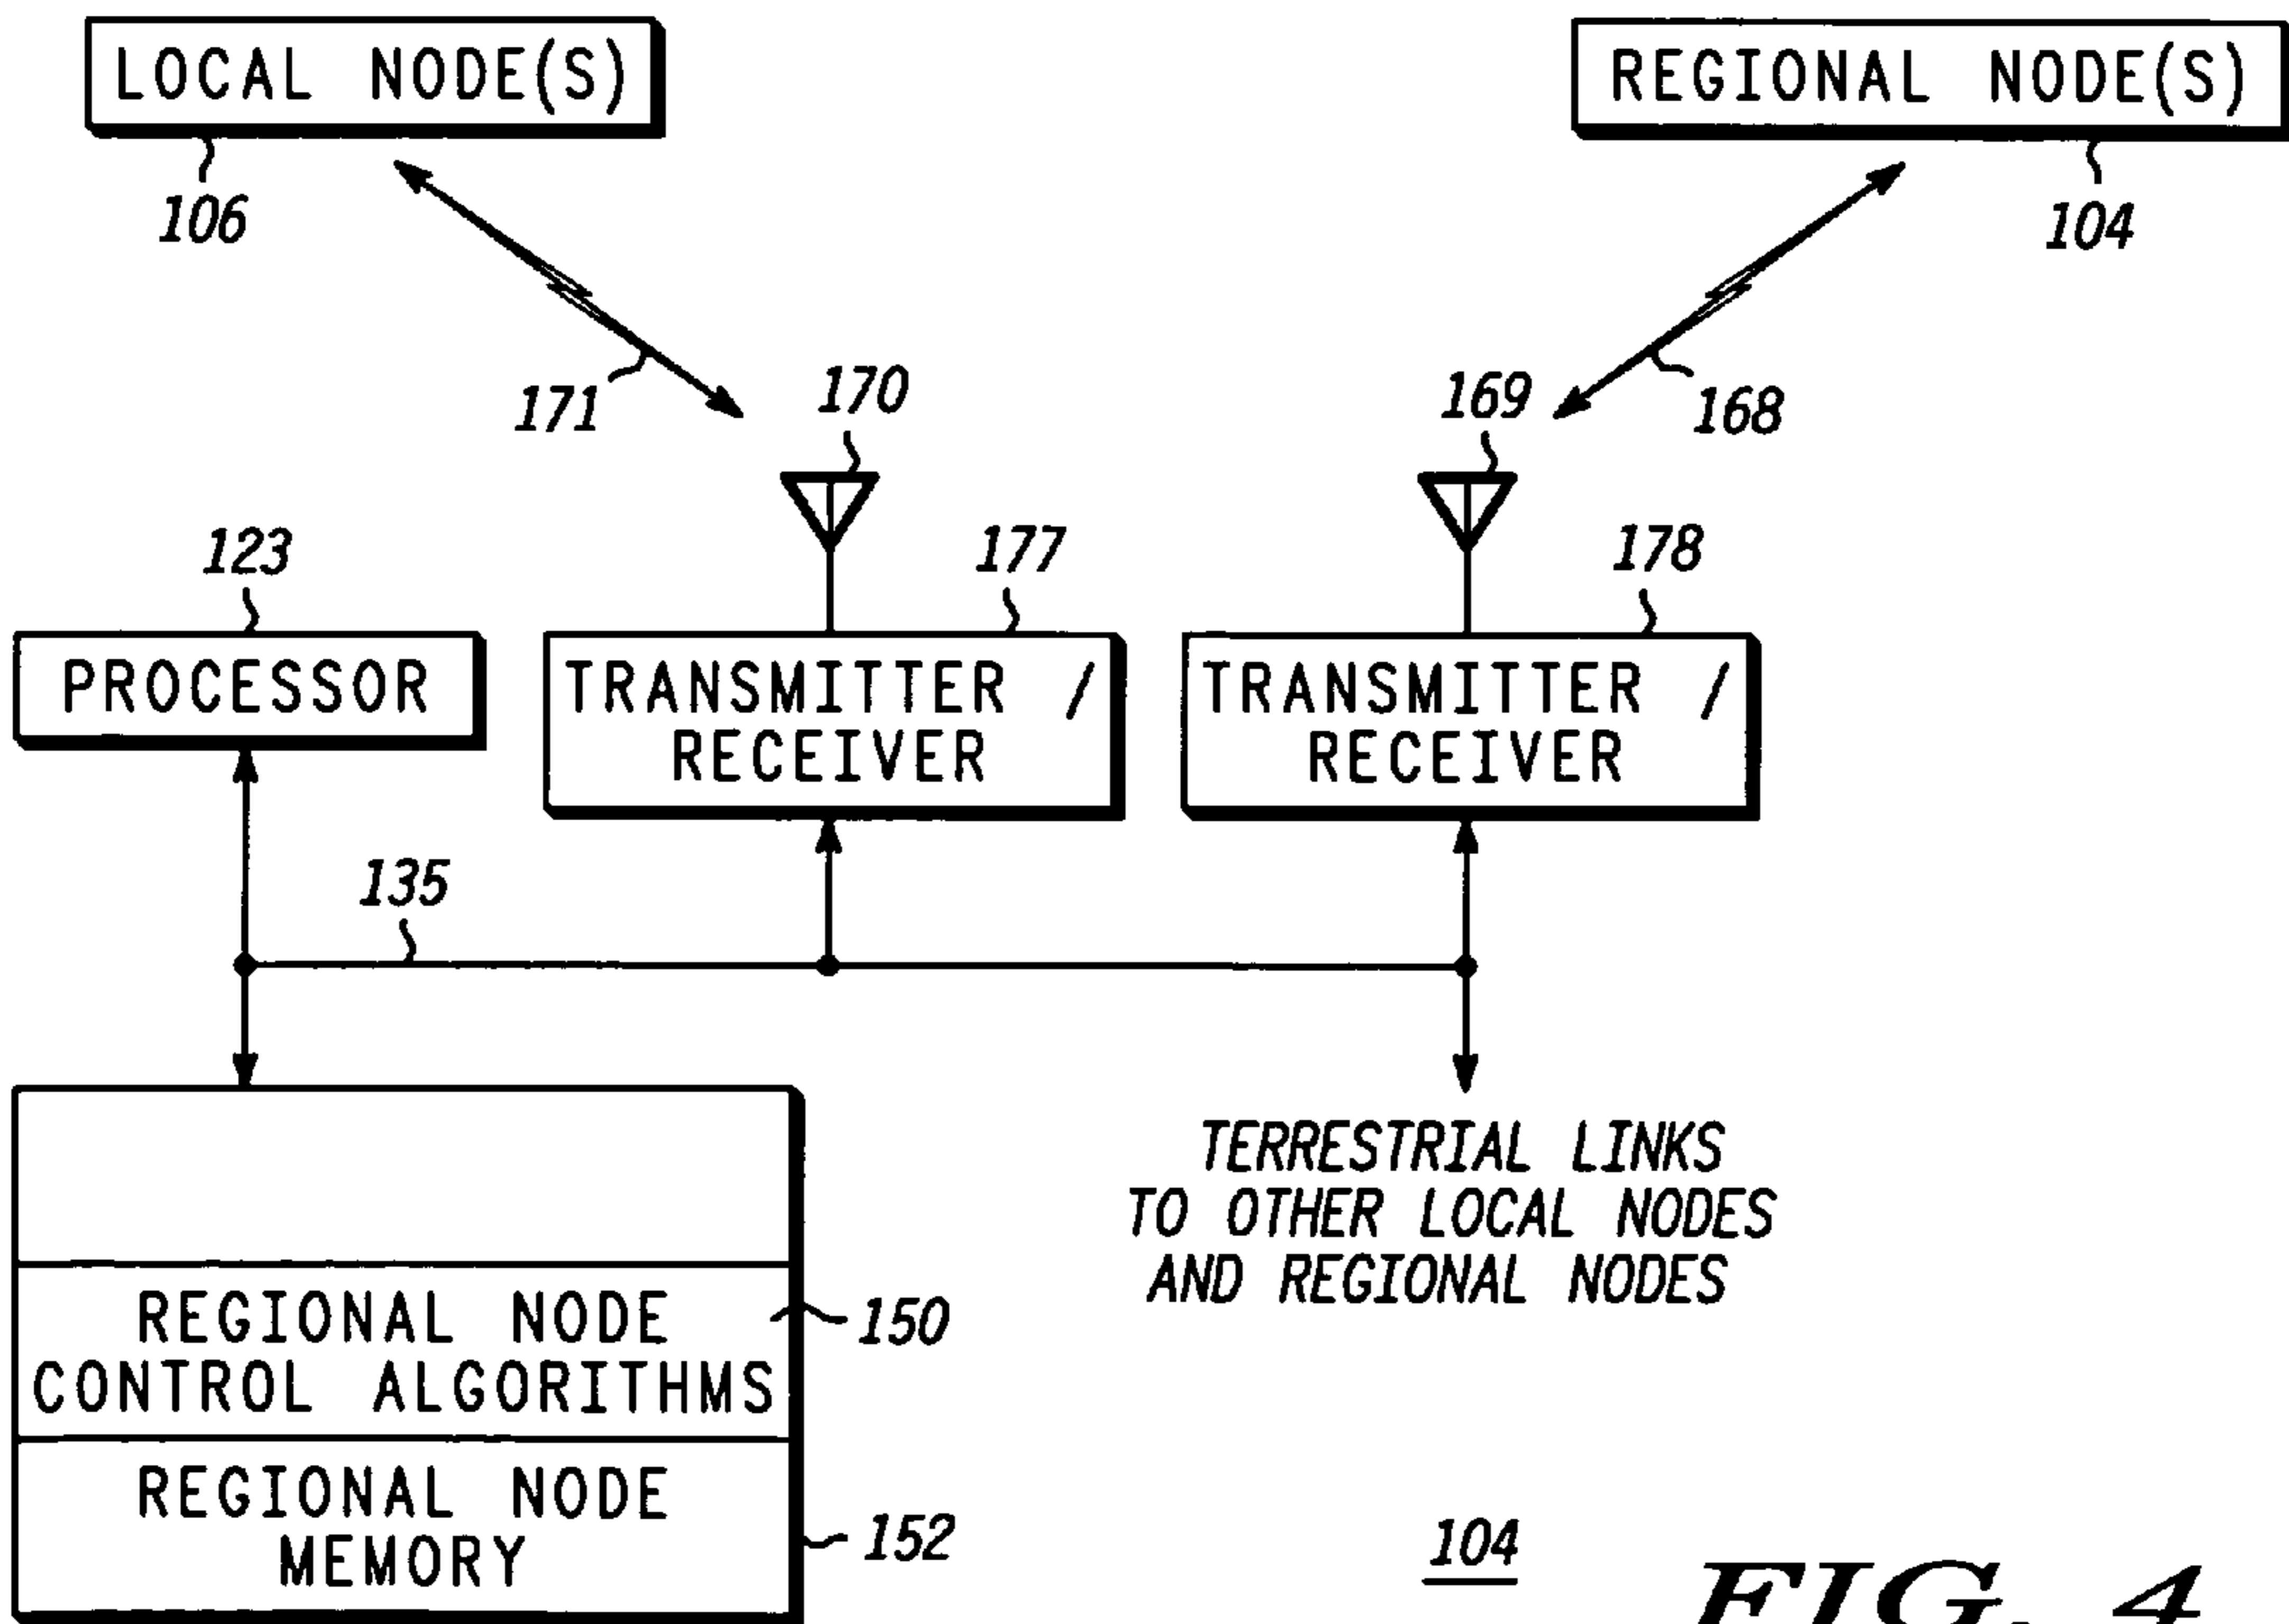 LOCAL NODE(S)
REGIONAL NODE(S)
106
104
171
170
169
168
123
177
178
PROCESSOR
TRANSMITTER /
RECEIVER
TRANSMITTER /
RECEIVER
135
TERRESTRIAL LINKS
TO OTHER LOCAL NODES
AND REGIONAL NODES
REGIONAL NODE
CONTROL ALGORITHMS
150
REGIONAL NODE
MEMORY
152
104
FIG. 4